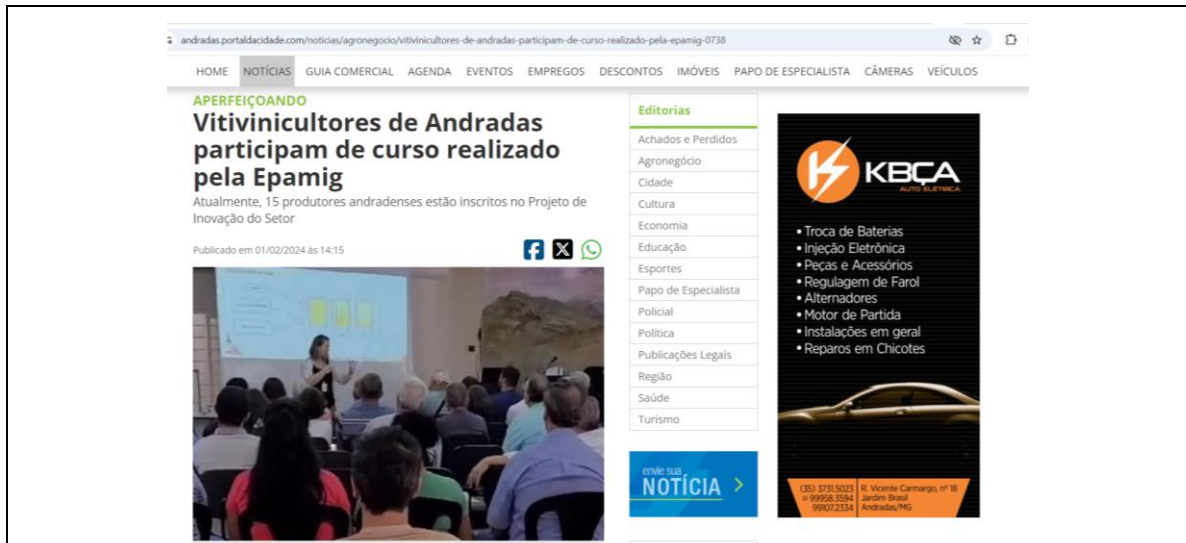 andradas.portaldacidade.com/noticias/agronegocio/vitivinicultores-de-andradas-participam-de-curso-realizado-pela-epamig-0738
HOME NOTÍCIAS GUIA COMERCIAL AGENDA EVENTOS EMPREGOS DESCONTOS IMÓVEIS PAPO DE ESPECIALISTA CÂMERAS VEÍCULOS
APERFEIÇOANDO
Vitivinicultores de Andradas
participam de curso realizado
pela Epamig
Atualmente, 15 produtores andradenses estão inscritos no Projeto de
Inovação do Setor
Publicado em 01/02/2024 às 14:15
Editorias
Achados e Perdidos
Agronegócio
Cidade
Cultura
Economia
Educação
Esportes
Papo de Especialista
Policial
Política
Publicações Legais
Região
Saúde
Turismo
envie sua
NOTÍCIA
KBÇA
AUTO ELETRICA
• Troca de Baterias
• Injeção Eletrônica
• Peças e Acessórios
• Regulagem de Farol
• Alternadores
• Motor de Partida
• Instalações em geral
• Reparos em Chicotes
(35) 3731.5023
99958.3594
99107.2334
R. Vicente Carmargo, nº 18
Jardim Brasil
Andradas/MG